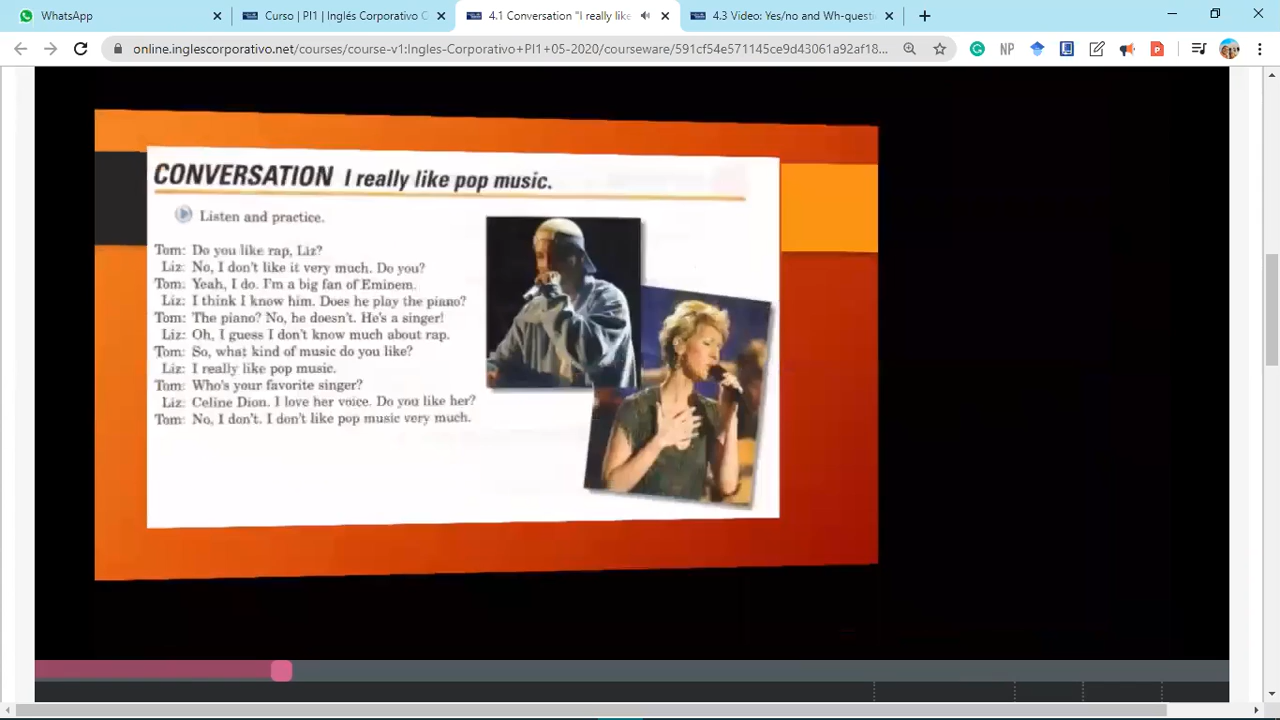 WhatsApp
Curso | PI1 | Inglés Corporativo C
4.1 Conversation "I really like
4.3 Video: Yes/no and Wh-quest
online.inglescorporativo.net/courses/course-v1:Ingles-Corporativo+PI1+05-2020/courseware/591cf54e571145ce9d43061a92af18...
NP
CONVERSATION I really like pop music.
Listen and practice.
Tom: Do you like rap, Liz?
Liz: No, I don't like it very much. Do you?
Tom: Yeah, I do. I'm a big fan of Eminem.
Liz: I think I know him. Does he play the piano?
Tom: The piano? No, he doesn't. He's a singer!
Liz: Oh, I guess I don't know much about rap.
Tom: So, what kind of music do you like?
Liz: I really like pop music.
Tom: Who's your favorite singer?
Liz: Celine Dion. I love her voice. Do you like her?
Tom: No, I don't. I don't like pop music very much.